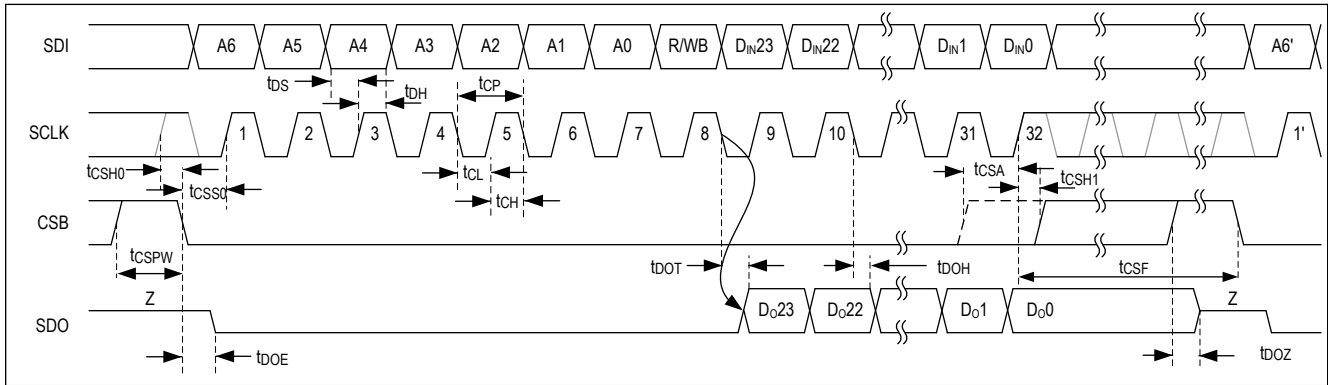 SDI A6 A5 A4 A3 A2 A1 A0 R/WB DIN23 DIN22 DIN1 DIN0 A6'
tDS tDH tCP
SCLK 1 2 3 4 5 6 7 8 9 10 31 32 1'
tCSH0 tCSS0 tCL tCH tCSA tCSH1
CSB
tCSPW tDOT tDOH tCSF
Z Z
SDO DO23 DO22 DO1 DO0
tDOE tDOZ